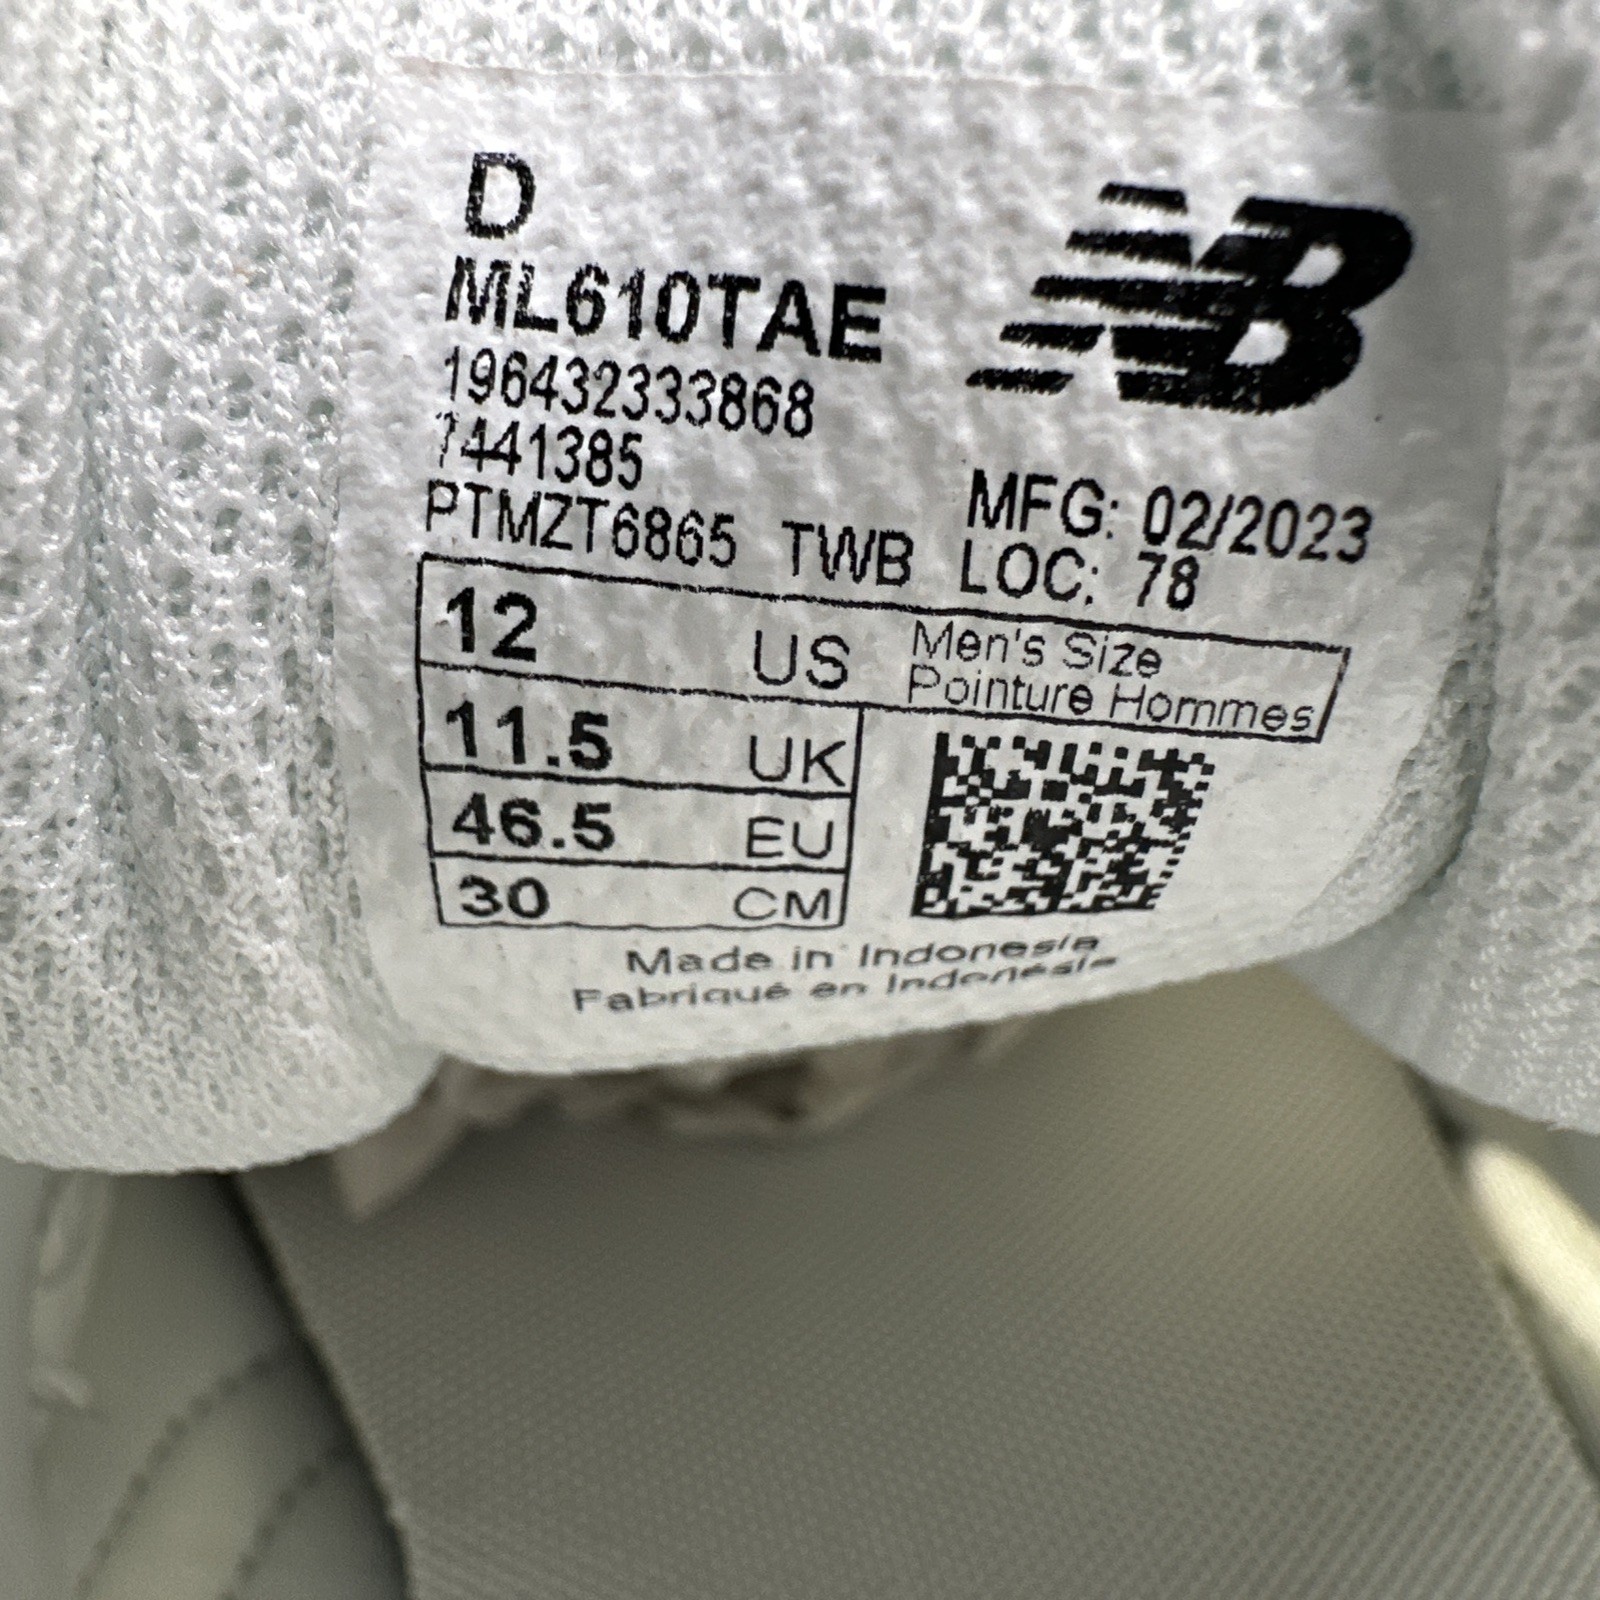 D
NB
ML610TAE
196432333868
7441385
PTMZT6865 TWB
MFG: 02/2023
LOC: 78
12 US Men's Size
Pointure Hommes
11.5 UK
46.5 EU
30 CM
Made in Indonesia
Fabriqué en Indonésie